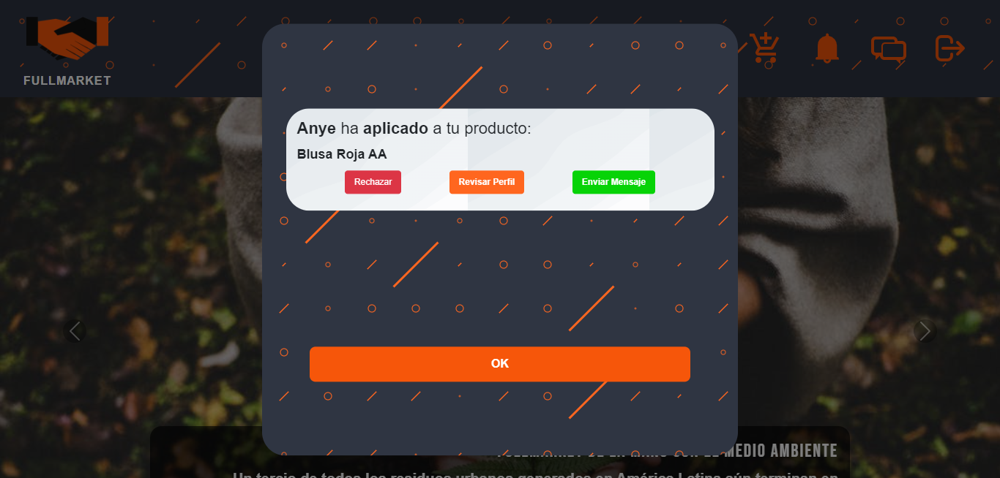 FULLMARKET
Anye ha aplicado a tu producto:
Blusa Roja AA
Rechazar
Revisar Perfil
Enviar Mensaje
OK
MEDIO AMBIENTE
Un tercio de todos los residuos urbanos generados en América Latina aún terminan en